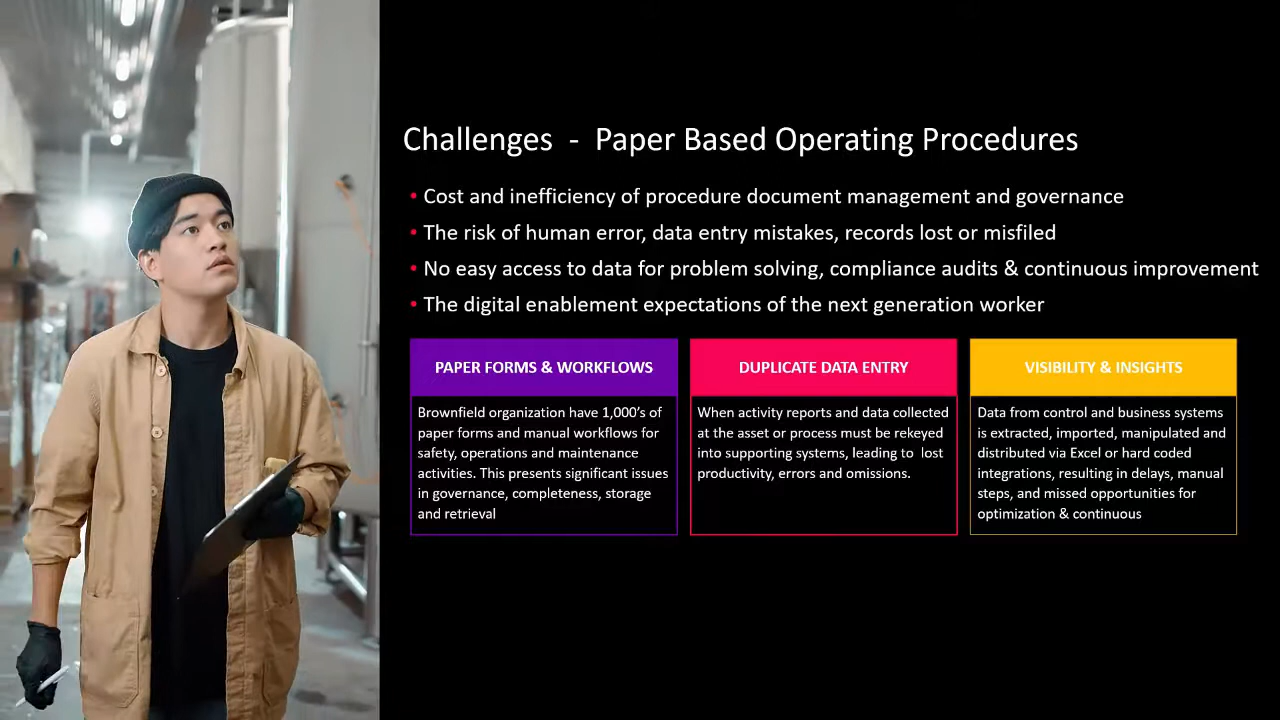 Challenges - Paper Based Operating Procedures
• Cost and inefficiency of procedure document management and governance
• The risk of human error, data entry mistakes, records lost or misfiled
• No easy access to data for problem solving, compliance audits & continuous improvement
• The digital enablement expectations of the next generation worker
PAPER FORMS & WORKFLOWS
Brownfield organization have 1,000’s of
paper forms and manual workflows for
safety, operations and maintenance
activities. This presents significant issues
in governance, completeness, storage
and retrieval
DUPLICATE DATA ENTRY
When activity reports and data collected
at the asset or process must be rekeyed
into supporting systems, leading to lost
productivity, errors and omissions.
VISIBILITY & INSIGHTS
Data from control and business systems
is extracted, imported, manipulated and
distributed via Excel or hard coded
integrations, resulting in delays, manual
steps, and missed opportunities for
optimization & continuous